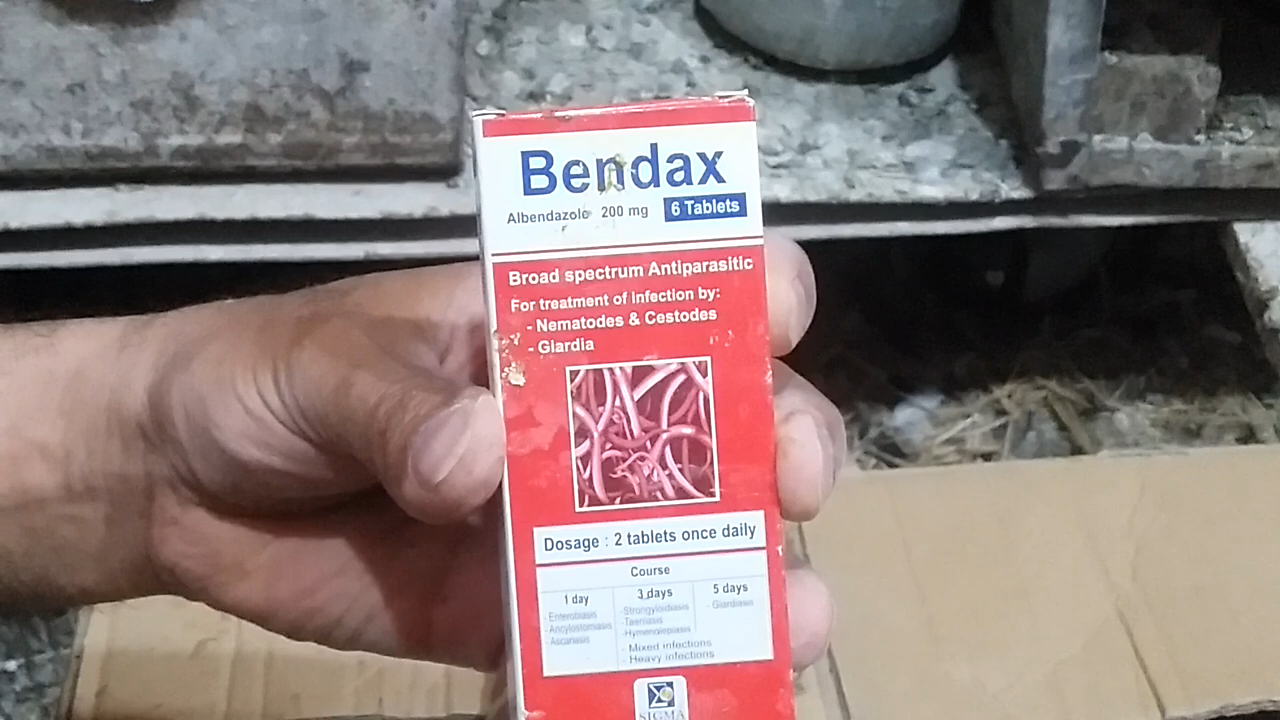 Bendax
Albendazole 200 mg 6 Tablets
Broad spectrum Antiparasitic
For treatment of infection by:
- Nematodes & Cestodes
- Giardia
Dosage : 2 tablets once daily
Course
1 day 3 days 5 days
- Enterobiasis
- Ancylostomiasis
- Ascariasis
- Strongyloidiasis
- Taeniasis
- Hymenolepiasis
- Mixed infections
- Heavy infections
- Giardiasis
SIGMA